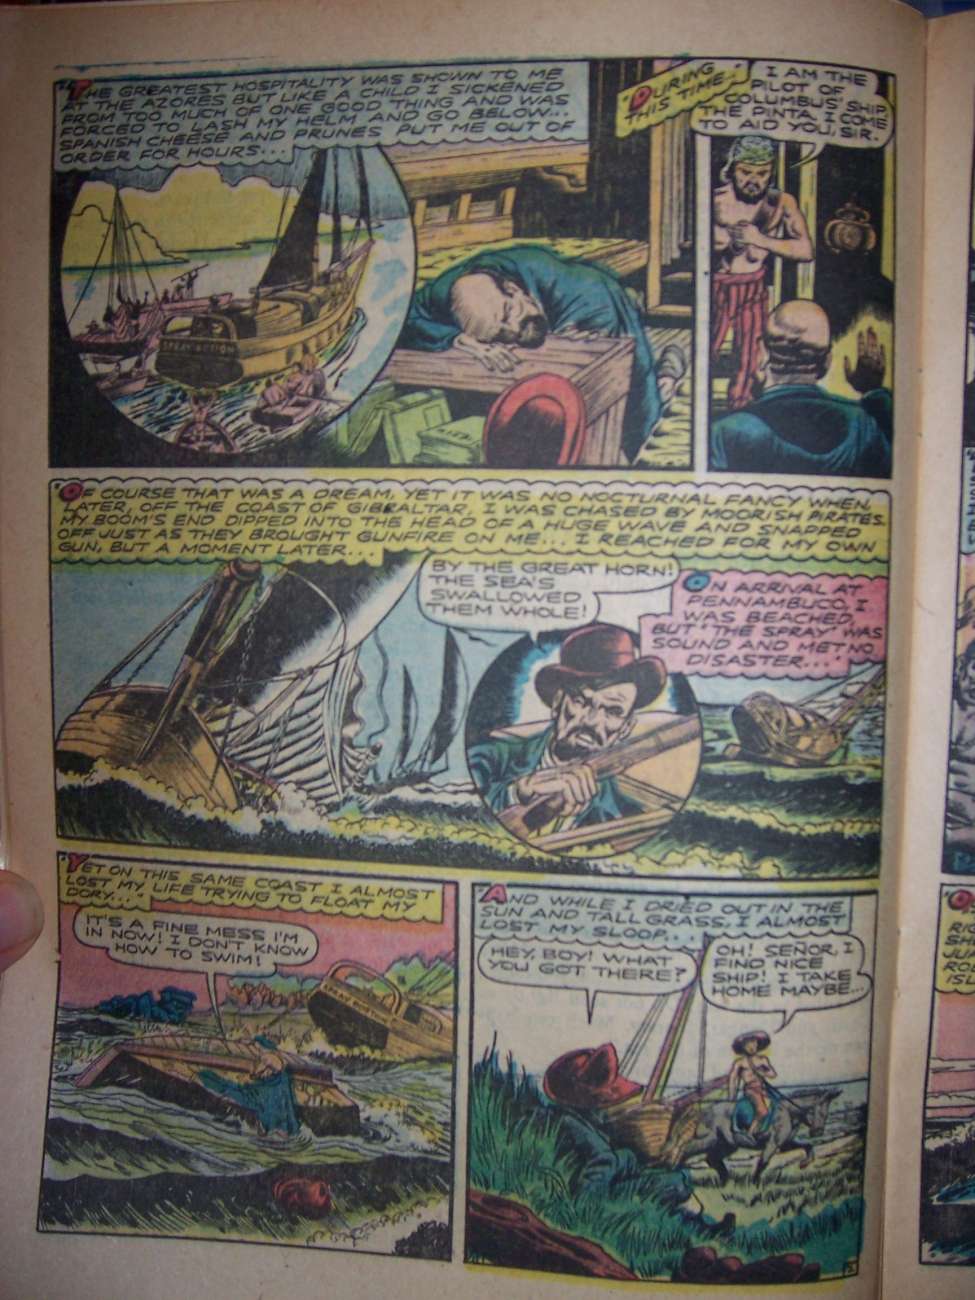 "The greatest hospitality was shown to me
at the Azores but like a child I sickened
from too much of one good thing and was
forced to lash my helm and go below...
Spanish cheese and prunes put me out of
order for hours...
SPRAY BOSTON
"During
this time..."
I am the
pilot of
Columbus' ship
the Pinta. I come
to aid you, sir.
"Of course that was a dream, yet it was no nocturnal fancy when,
later, off the coast of Gibraltar, I was chased by Moorish pirates.
My boom's end dipped into the head of a huge wave and snapped
off just as they brought gunfire on me... I reached for my own
gun, but a moment later...
By the great horn!
The sea's
swallowed
them whole!
On arrival at
Pennambuco, I
was beached,
but 'The Spray' was
sound and met no
disaster..."
"Yet on this same coast I almost
lost my life trying to float my
dory..."
It's a fine mess I'm
in now! I don't know
how to swim!
SPRAY BOSTON
"And while I dried out in the
sun and tall grass, I almost
lost my sloop...
Hey, boy! What
you got there?
Oh! Señor, I
find nice
ship! I take
home maybe...
2